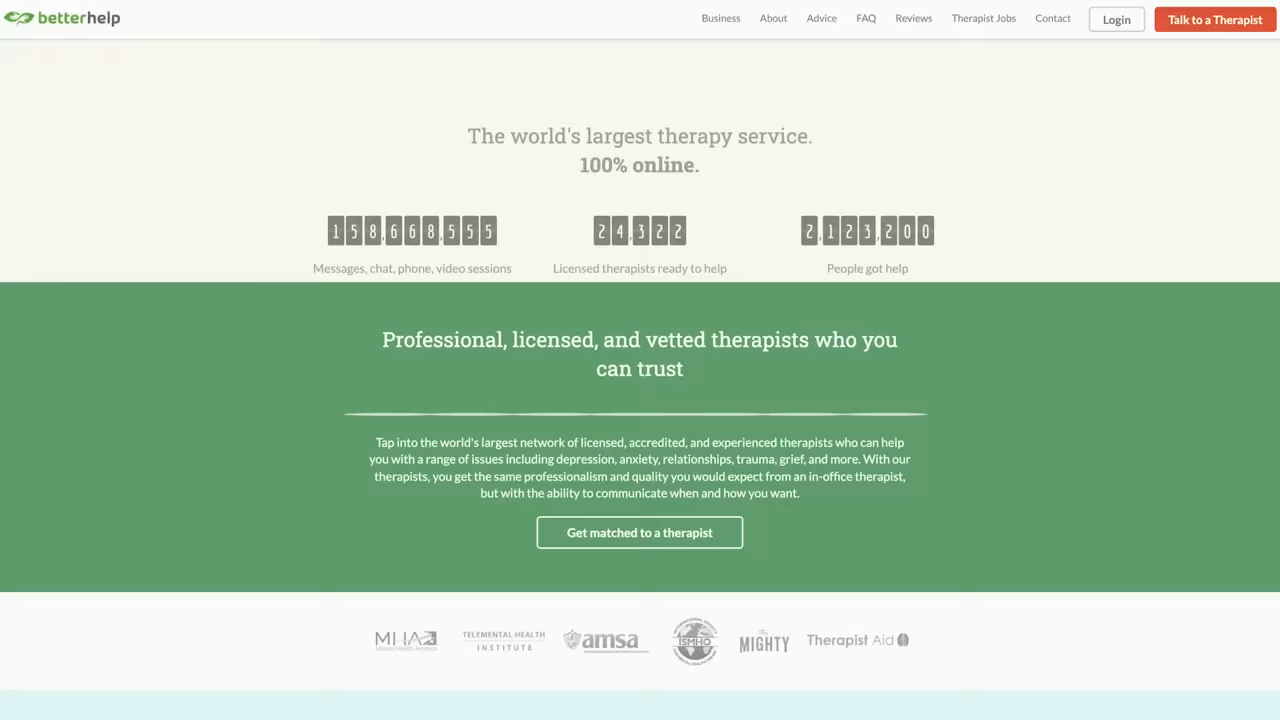 betterhelp
Business About Advice FAQ Reviews Therapist Jobs Contact Login Talk to a Therapist
The world's largest therapy service.
100% online.
158,668,555 24,322 2,123,200
Messages, chat, phone, video sessions Licensed therapists ready to help People got help
Professional, licensed, and vetted therapists who you
can trust
Tap into the world's largest network of licensed, accredited, and experienced therapists who can help
you with a range of issues including depression, anxiety, relationships, trauma, grief, and more. With our
therapists, you get the same professionalism and quality you would expect from an in-office therapist,
but with the ability to communicate when and how you want.
Get matched to a therapist
MHA TELEMENTAL HEALTH amsa ISMHO The MIGHTY Therapist Aid
Mental Health America INSTITUTE